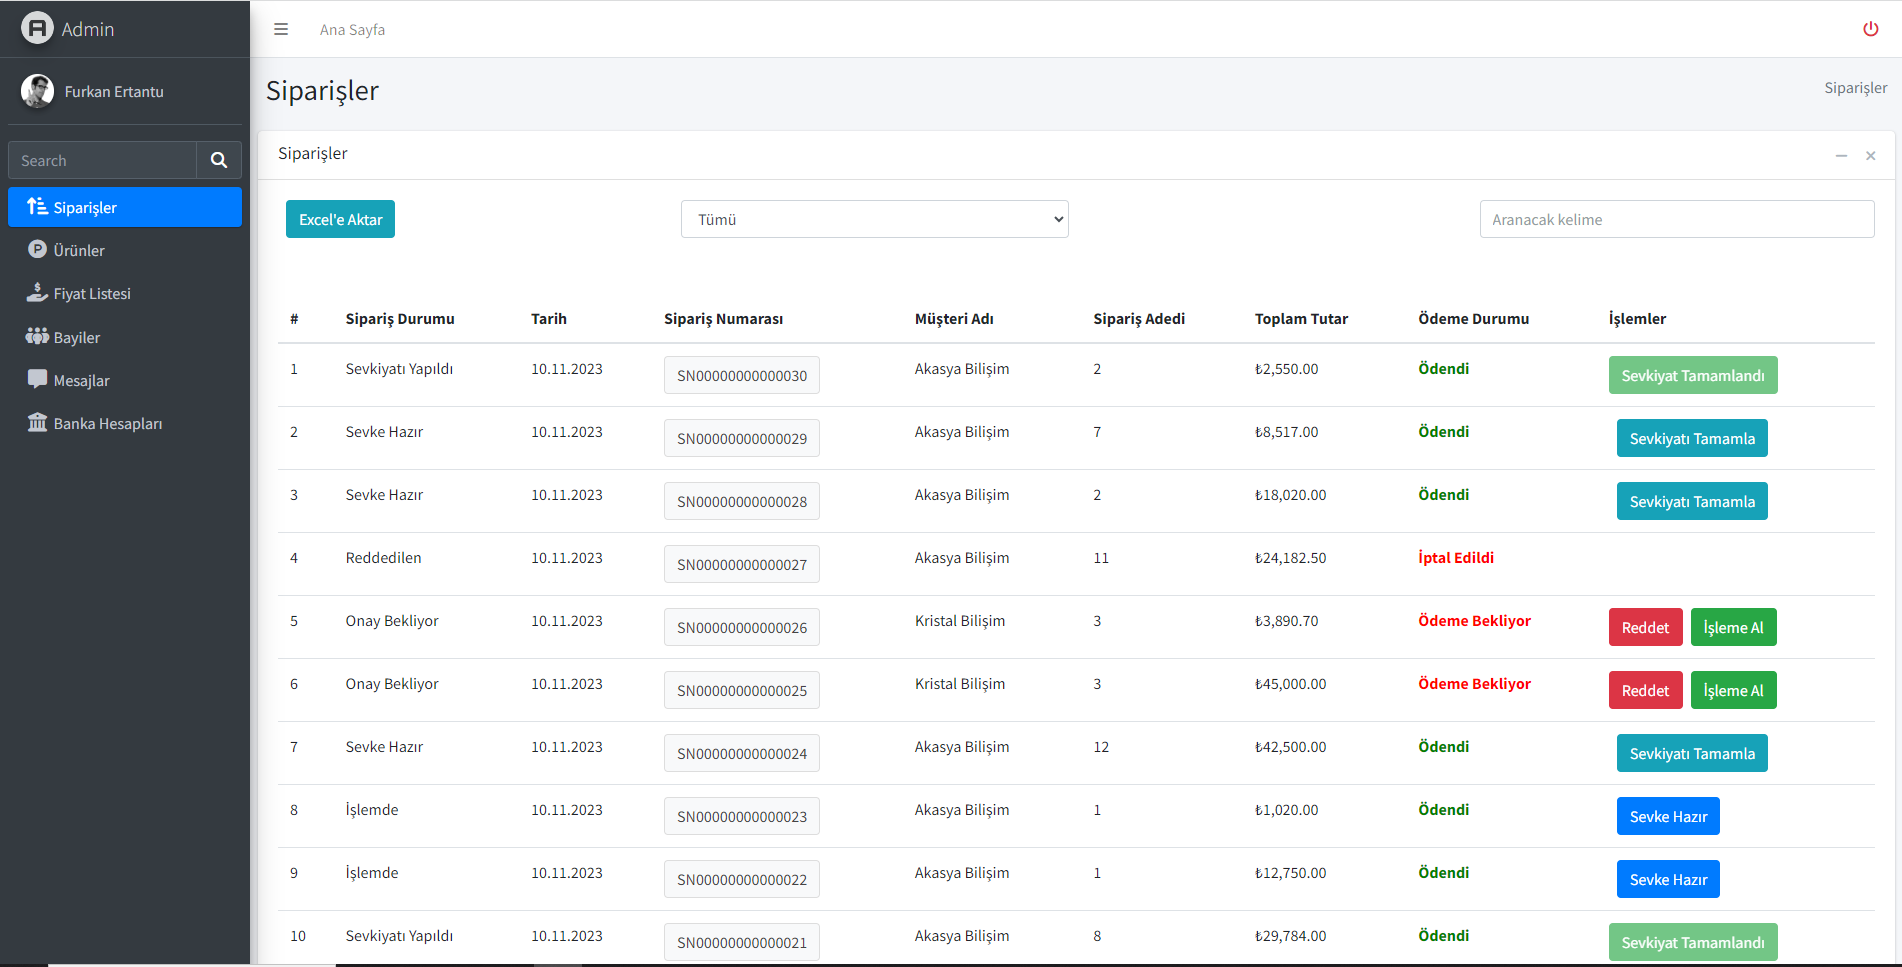 Admin
Ana Sayfa
Furkan Ertantu
Search
Siparişler
Ürünler
Fiyat Listesi
Bayiler
Mesajlar
Banka Hesapları
Siparişler
Siparişler
Siparişler
Excel'e Aktar
Tümü
Aranacak kelime
# Sipariş Durumu Tarih Sipariş Numarası Müşteri Adı Sipariş Adedi Toplam Tutar Ödeme Durumu İşlemler
1 Sevkiyatı Yapıldı 10.11.2023 SN00000000000030 Akasya Bilişim 2 ₺2,550.00 Ödendi Sevkiyat Tamamlandı
2 Sevke Hazır 10.11.2023 SN00000000000029 Akasya Bilişim 7 ₺8,517.00 Ödendi Sevkiyatı Tamamla
3 Sevke Hazır 10.11.2023 SN00000000000028 Akasya Bilişim 2 ₺18,020.00 Ödendi Sevkiyatı Tamamla
4 Reddedilen 10.11.2023 SN00000000000027 Akasya Bilişim 11 ₺24,182.50 İptal Edildi
5 Onay Bekliyor 10.11.2023 SN00000000000026 Kristal Bilişim 3 ₺3,890.70 Ödeme Bekliyor Reddet İşleme Al
6 Onay Bekliyor 10.11.2023 SN00000000000025 Kristal Bilişim 3 ₺45,000.00 Ödeme Bekliyor Reddet İşleme Al
7 Sevke Hazır 10.11.2023 SN00000000000024 Akasya Bilişim 12 ₺42,500.00 Ödendi Sevkiyatı Tamamla
8 İşlemde 10.11.2023 SN00000000000023 Akasya Bilişim 1 ₺1,020.00 Ödendi Sevke Hazır
9 İşlemde 10.11.2023 SN00000000000022 Akasya Bilişim 1 ₺12,750.00 Ödendi Sevke Hazır
10 Sevkiyatı Yapıldı 10.11.2023 SN00000000000021 Akasya Bilişim 8 ₺29,784.00 Ödendi Sevkiyat Tamamlandı